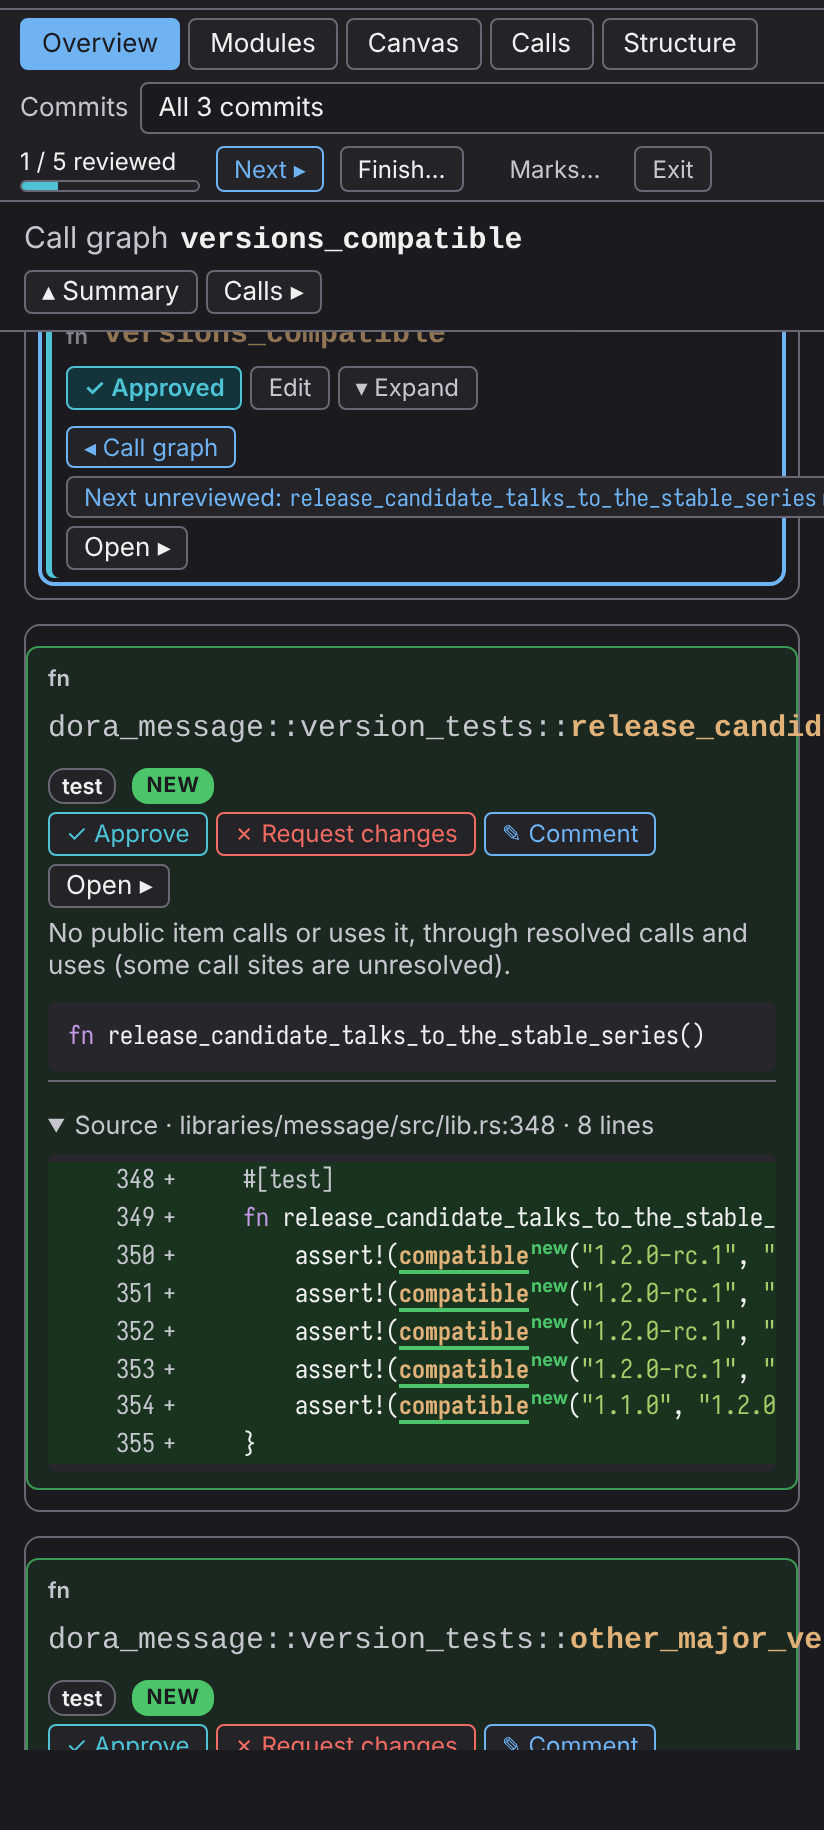 Overview Modules Canvas Calls Structure
Commits All 3 commits
1 / 5 reviewed Next ▸ Finish... Marks... Exit
Call graph versions_compatible
▴ Summary Calls ▸
fn versions_compatible
✓ Approved Edit ▾ Expand
◂ Call graph
Next unreviewed: release_candidate_talks_to_the_stable_series
Open ▸
fn
dora_message::version_tests::release_candid
test NEW
✓ Approve × Request changes ✎ Comment
Open ▸
No public item calls or uses it, through resolved calls and
uses (some call sites are unresolved).
fn release_candidate_talks_to_the_stable_series()
▼ Source · libraries/message/src/lib.rs:348 · 8 lines
348 + #[test]
349 + fn release_candidate_talks_to_the_stable_
350 + assert!(compatible new("1.2.0-rc.1", "
351 + assert!(compatible new("1.2.0-rc.1", "
352 + assert!(compatible new("1.2.0-rc.1", "
353 + assert!(compatible new("1.2.0-rc.1", "
354 + assert!(compatible new("1.1.0", "1.2.0
355 + }
fn
dora_message::version_tests::other_major_ve
test NEW
✓ Approve × Request changes ✎ Comment